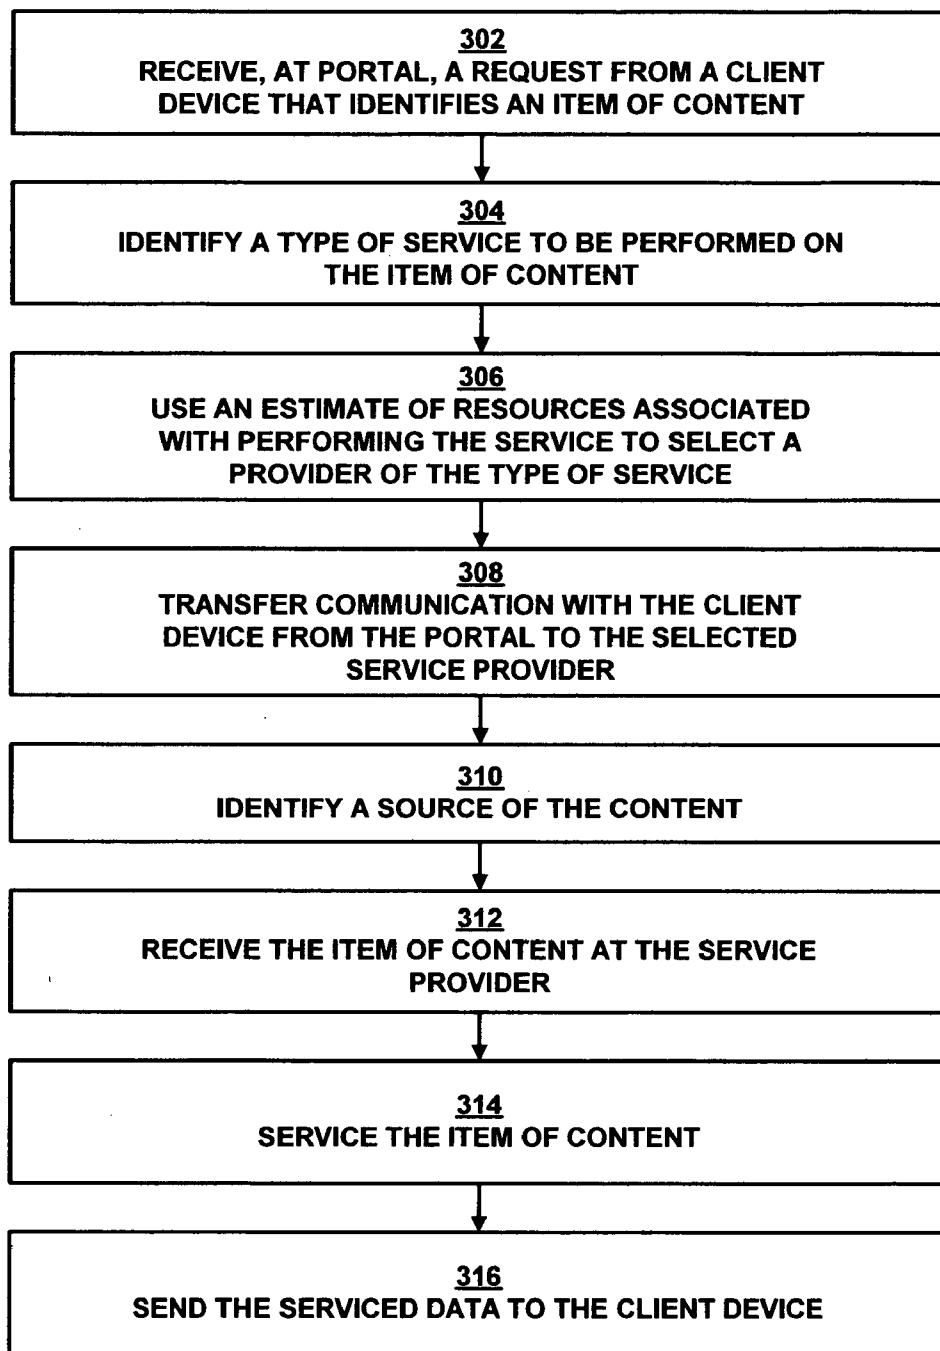 302
RECEIVE, AT PORTAL, A REQUEST FROM A CLIENT
DEVICE THAT IDENTIFIES AN ITEM OF CONTENT
304
IDENTIFY A TYPE OF SERVICE TO BE PERFORMED ON
THE ITEM OF CONTENT
306
USE AN ESTIMATE OF RESOURCES ASSOCIATED
WITH PERFORMING THE SERVICE TO SELECT A
PROVIDER OF THE TYPE OF SERVICE
308
TRANSFER COMMUNICATION WITH THE CLIENT
DEVICE FROM THE PORTAL TO THE SELECTED
SERVICE PROVIDER
310
IDENTIFY A SOURCE OF THE CONTENT
312
RECEIVE THE ITEM OF CONTENT AT THE SERVICE
PROVIDER
314
SERVICE THE ITEM OF CONTENT
316
SEND THE SERVICED DATA TO THE CLIENT DEVICE